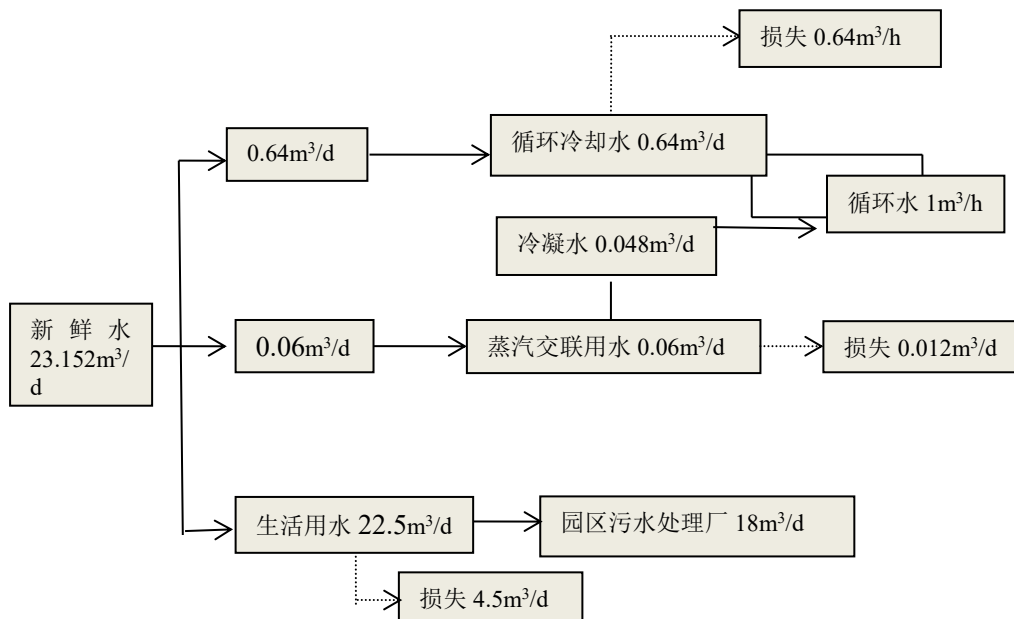 损失 0.64m³/h
0.64m³/d
循环冷却水 0.64m³/d
循环水 1m³/h
冷凝水 0.048m³/d
新 鲜 水
23.152m³/
d
0.06m³/d
蒸汽交联用水 0.06m³/d
损失 0.012m³/d
生活用水 22.5m³/d
园区污水处理厂 18m³/d
损失 4.5m³/d